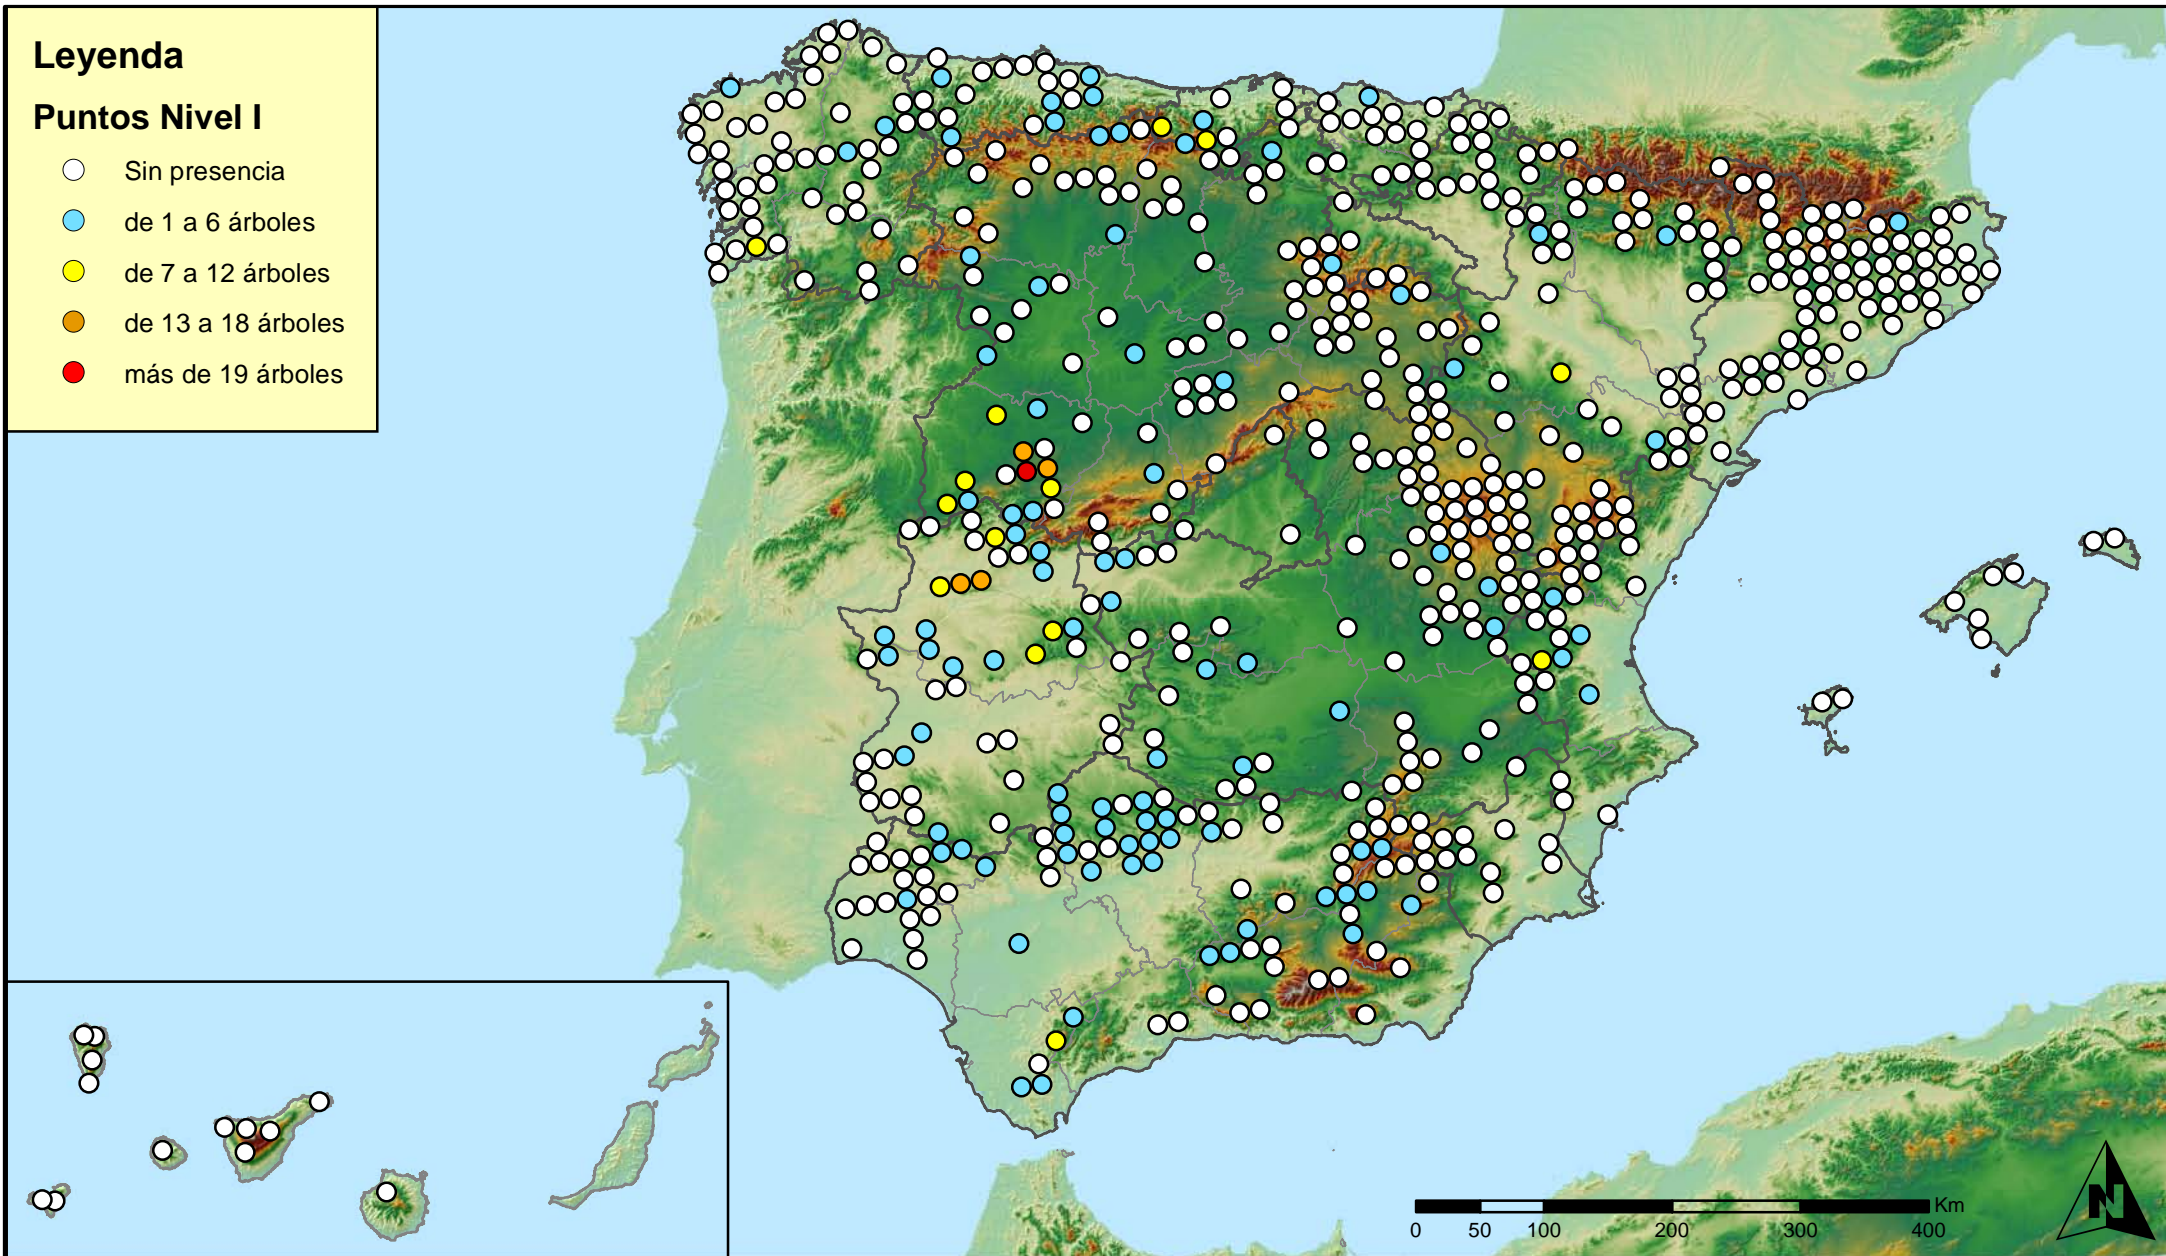 Leyenda
Puntos Nivel I
Sin presencia
de 1 a 6 árboles
de 7 a 12 árboles
de 13 a 18 árboles
más de 19 árboles
Km
0 50 100 200 300 400
N